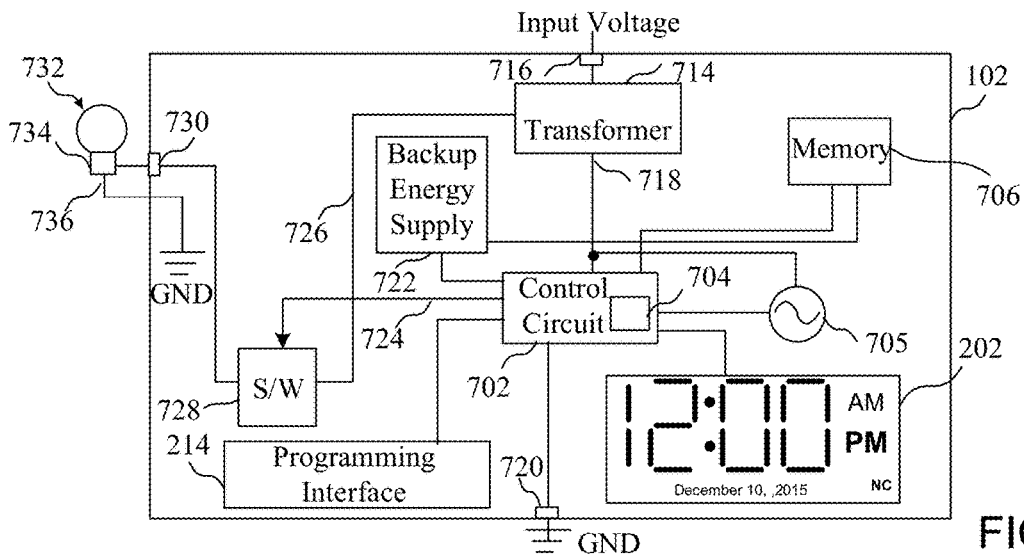 Input Voltage
716
714
102
732
734
730
Transformer
Memory
Backup
Energy
Supply
718
706
736
726
722
GND
Control
Circuit
704
724
702
705
202
S/W
728
12:00
AM
PM
214
Programming
Interface
720
December 10, ,2015
NC
GND
FIG